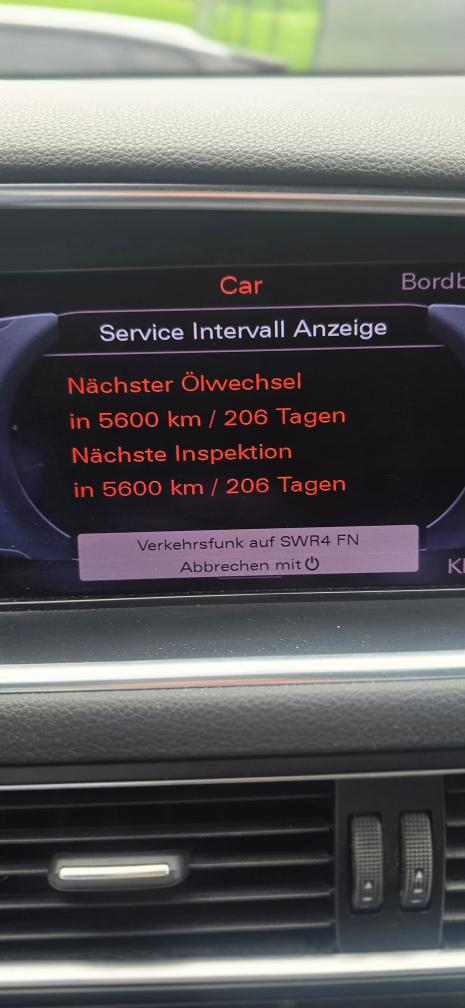 Car
Bordb
Service Intervall Anzeige
Nächster Ölwechsel
in 5600 km / 206 Tagen
Nächste Inspektion
in 5600 km / 206 Tagen
Verkehrsfunk auf SWR4 FN
Abbrechen mit